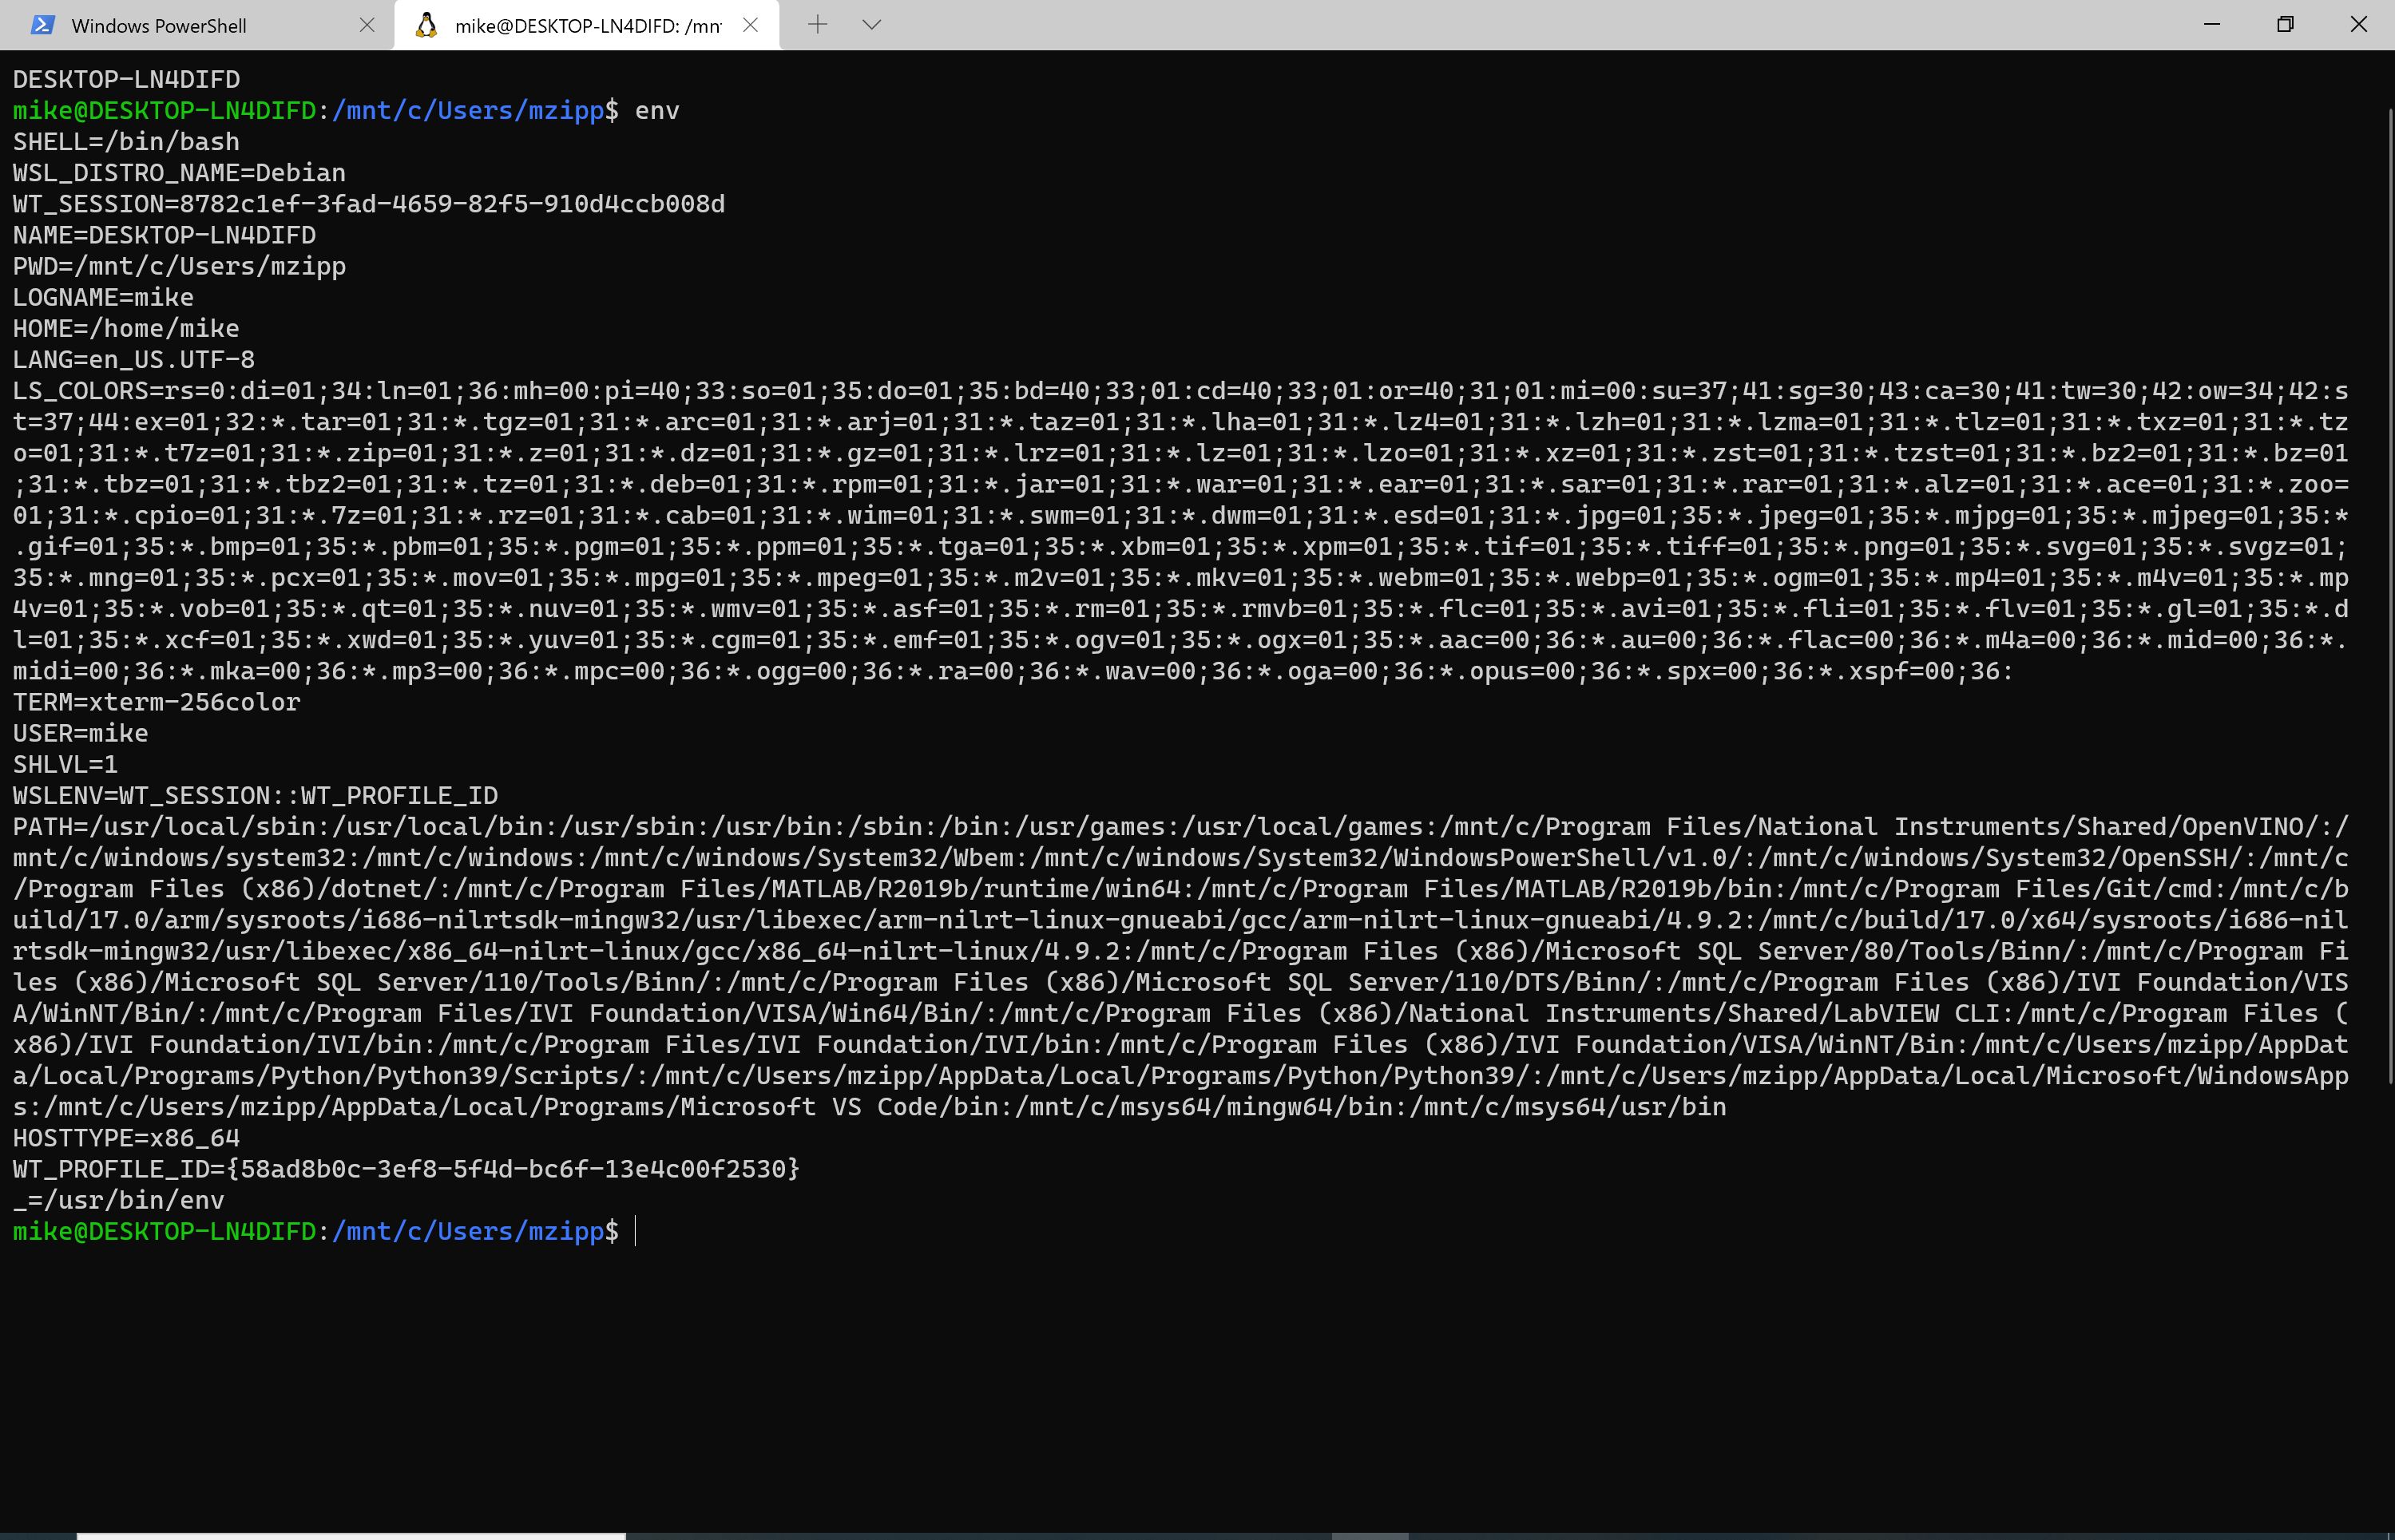 Windows PowerShell
mike@DESKTOP-LN4DIFD: /mnt
DESKTOP-LN4DIFD
mike@DESKTOP-LN4DIFD:/mnt/c/Users/mzipp$ env
SHELL=/bin/bash
WSL_DISTRO_NAME=Debian
WT_SESSION=8782c1ef-3fad-4659-82f5-910d4ccb008d
NAME=DESKTOP-LN4DIFD
PWD=/mnt/c/Users/mzipp
LOGNAME=mike
HOME=/home/mike
LANG=en_US.UTF-8
LS_COLORS=rs=0:di=01;34:ln=01;36:mh=00:pi=40;33:so=01;35:do=01;35:bd=40;33;01:cd=40;33;01:or=40;31;01:mi=00:su=37;41:sg=30;43:ca=30;41:tw=30;42:ow=34;42:s
t=37;44:ex=01;32:*.tar=01;31:*.tgz=01;31:*.arc=01;31:*.arj=01;31:*.taz=01;31:*.lha=01;31:*.lz4=01;31:*.lzh=01;31:*.lzma=01;31:*.tlz=01;31:*.txz=01;31:*.tz
o=01;31:*.t7z=01;31:*.zip=01;31:*.z=01;31:*.dz=01;31:*.gz=01;31:*.lrz=01;31:*.lz=01;31:*.lzo=01;31:*.xz=01;31:*.zst=01;31:*.tzst=01;31:*.bz2=01;31:*.bz=01
;31:*.tbz=01;31:*.tbz2=01;31:*.tz=01;31:*.deb=01;31:*.rpm=01;31:*.jar=01;31:*.war=01;31:*.ear=01;31:*.sar=01;31:*.rar=01;31:*.alz=01;31:*.ace=01;31:*.zoo=
01;31:*.cpio=01;31:*.7z=01;31:*.rz=01;31:*.cab=01;31:*.wim=01;31:*.swm=01;31:*.dwm=01;31:*.esd=01;31:*.jpg=01;35:*.jpeg=01;35:*.mjpg=01;35:*.mjpeg=01;35:*
.gif=01;35:*.bmp=01;35:*.pbm=01;35:*.pgm=01;35:*.ppm=01;35:*.tga=01;35:*.xbm=01;35:*.xpm=01;35:*.tif=01;35:*.tiff=01;35:*.png=01;35:*.svg=01;35:*.svgz=01;
35:*.mng=01;35:*.pcx=01;35:*.mov=01;35:*.mpg=01;35:*.mpeg=01;35:*.m2v=01;35:*.mkv=01;35:*.webm=01;35:*.webp=01;35:*.ogm=01;35:*.mp4=01;35:*.m4v=01;35:*.mp
4v=01;35:*.vob=01;35:*.qt=01;35:*.nuv=01;35:*.wmv=01;35:*.asf=01;35:*.rm=01;35:*.rmvb=01;35:*.flc=01;35:*.avi=01;35:*.fli=01;35:*.flv=01;35:*.gl=01;35:*.d
l=01;35:*.xcf=01;35:*.xwd=01;35:*.yuv=01;35:*.cgm=01;35:*.emf=01;35:*.ogv=01;35:*.ogx=01;35:*.aac=00;36:*.au=00;36:*.flac=00;36:*.m4a=00;36:*.mid=00;36:*.
midi=00;36:*.mka=00;36:*.mp3=00;36:*.mpc=00;36:*.ogg=00;36:*.ra=00;36:*.wav=00;36:*.oga=00;36:*.opus=00;36:*.spx=00;36:*.xspf=00;36:
TERM=xterm-256color
USER=mike
SHLVL=1
WSLENV=WT_SESSION::WT_PROFILE_ID
PATH=/usr/local/sbin:/usr/local/bin:/usr/sbin:/usr/bin:/sbin:/bin:/usr/games:/usr/local/games:/mnt/c/Program Files/National Instruments/Shared/OpenVINO/:/
mnt/c/windows/system32:/mnt/c/windows:/mnt/c/windows/System32/Wbem:/mnt/c/windows/System32/WindowsPowerShell/v1.0/:/mnt/c/windows/System32/OpenSSH/:/mnt/c
/Program Files (x86)/dotnet/:/mnt/c/Program Files/MATLAB/R2019b/runtime/win64:/mnt/c/Program Files/MATLAB/R2019b/bin:/mnt/c/Program Files/Git/cmd:/mnt/c/b
uild/17.0/arm/sysroots/i686-nilrtsdk-mingw32/usr/libexec/arm-nilrt-linux-gnueabi/gcc/arm-nilrt-linux-gnueabi/4.9.2:/mnt/c/build/17.0/x64/sysroots/i686-nil
rtsdk-mingw32/usr/libexec/x86_64-nilrt-linux/gcc/x86_64-nilrt-linux/4.9.2:/mnt/c/Program Files (x86)/Microsoft SQL Server/80/Tools/Binn/:/mnt/c/Program Fi
les (x86)/Microsoft SQL Server/110/Tools/Binn/:/mnt/c/Program Files (x86)/Microsoft SQL Server/110/DTS/Binn/:/mnt/c/Program Files (x86)/IVI Foundation/VIS
A/WinNT/Bin/:/mnt/c/Program Files/IVI Foundation/VISA/Win64/Bin/:/mnt/c/Program Files (x86)/National Instruments/Shared/LabVIEW CLI:/mnt/c/Program Files (
x86)/IVI Foundation/IVI/bin:/mnt/c/Program Files/IVI Foundation/IVI/bin:/mnt/c/Program Files (x86)/IVI Foundation/VISA/WinNT/Bin:/mnt/c/Users/mzipp/AppDat
a/Local/Programs/Python/Python39/Scripts/:/mnt/c/Users/mzipp/AppData/Local/Programs/Python/Python39/:/mnt/c/Users/mzipp/AppData/Local/Microsoft/WindowsApp
s:/mnt/c/Users/mzipp/AppData/Local/Programs/Microsoft VS Code/bin:/mnt/c/msys64/mingw64/bin:/mnt/c/msys64/usr/bin
HOSTTYPE=x86_64
WT_PROFILE_ID={58ad8b0c-3ef8-5f4d-bc6f-13e4c00f2530}
_=/usr/bin/env
mike@DESKTOP-LN4DIFD:/mnt/c/Users/mzipp$